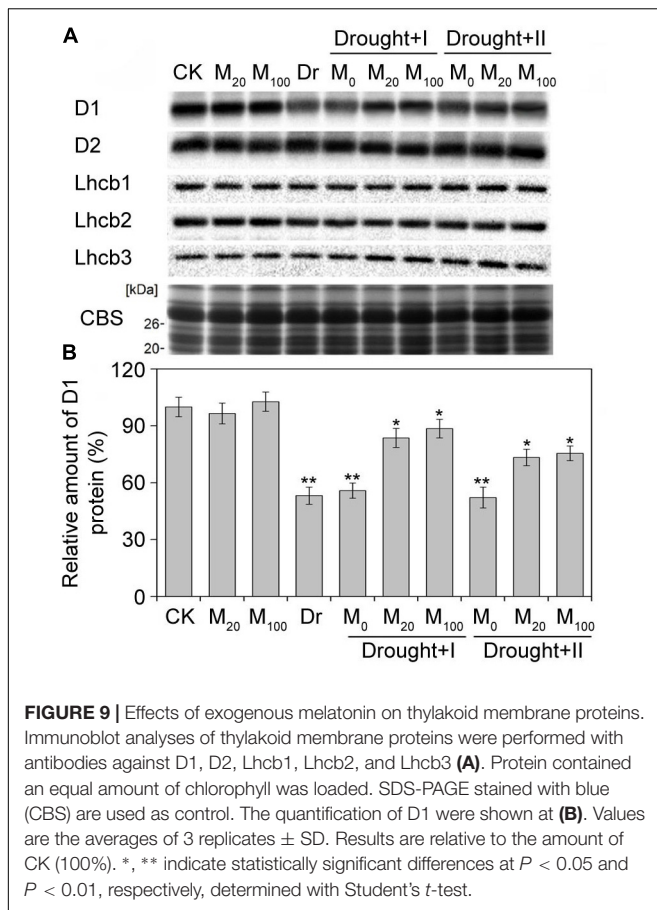 A
Drought+I Drought+II
CK M20 M100 Dr M0 M20 M100 M0 M20 M100
D1
D2
Lhcb1
Lhcb2
Lhcb3
[kDa]
CBS
26-
20-
B
Relative amount of D1
protein (%)
120
90
60
30
0
** ** * * ** * *
CK M20 M100 Dr M0 M20 M100 M0 M20 M100
Drought+I Drought+II
FIGURE 9 | Effects of exogenous melatonin on thylakoid membrane proteins.
Immunoblot analyses of thylakoid membrane proteins were performed with
antibodies against D1, D2, Lhcb1, Lhcb2, and Lhcb3 (A). Protein contained
an equal amount of chlorophyll was loaded. SDS-PAGE stained with blue
(CBS) are used as control. The quantification of D1 were shown at (B). Values
are the averages of 3 replicates ± SD. Results are relative to the amount of
CK (100%). *, ** indicate statistically significant differences at P < 0.05 and
P < 0.01, respectively, determined with Student's t-test.